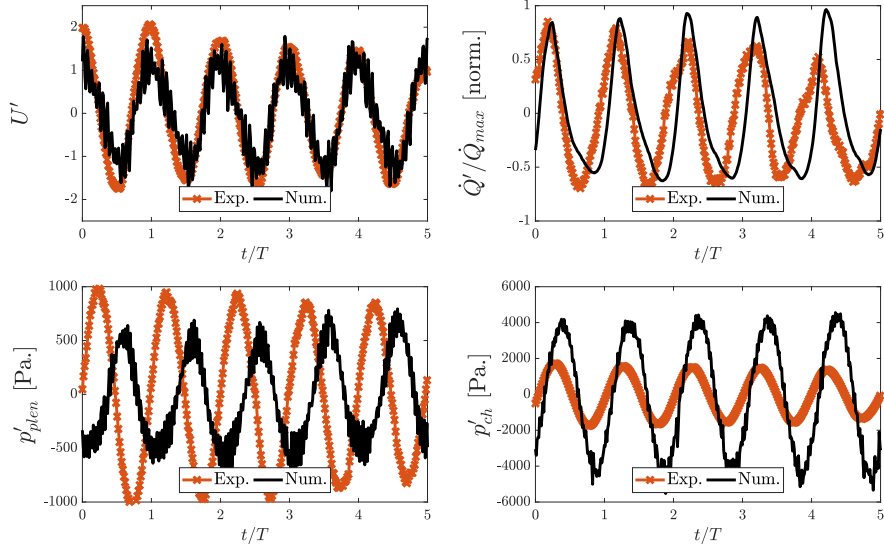 2
1
0
-1
-2
U′
0 1 2 3 4 5
t/T
Exp. Num.
1
0.5
0
-0.5
-1
Q̇′/Q̇max [norm.]
0 1 2 3 4 5
t/T
Exp. Num.
1000
500
0
-500
-1000
p′plen [Pa.]
0 1 2 3 4 5
t/T
Exp. Num.
6000
4000
2000
0
-2000
-4000
-6000
p′ch [Pa.]
0 1 2 3 4 5
t/T
Exp. Num.